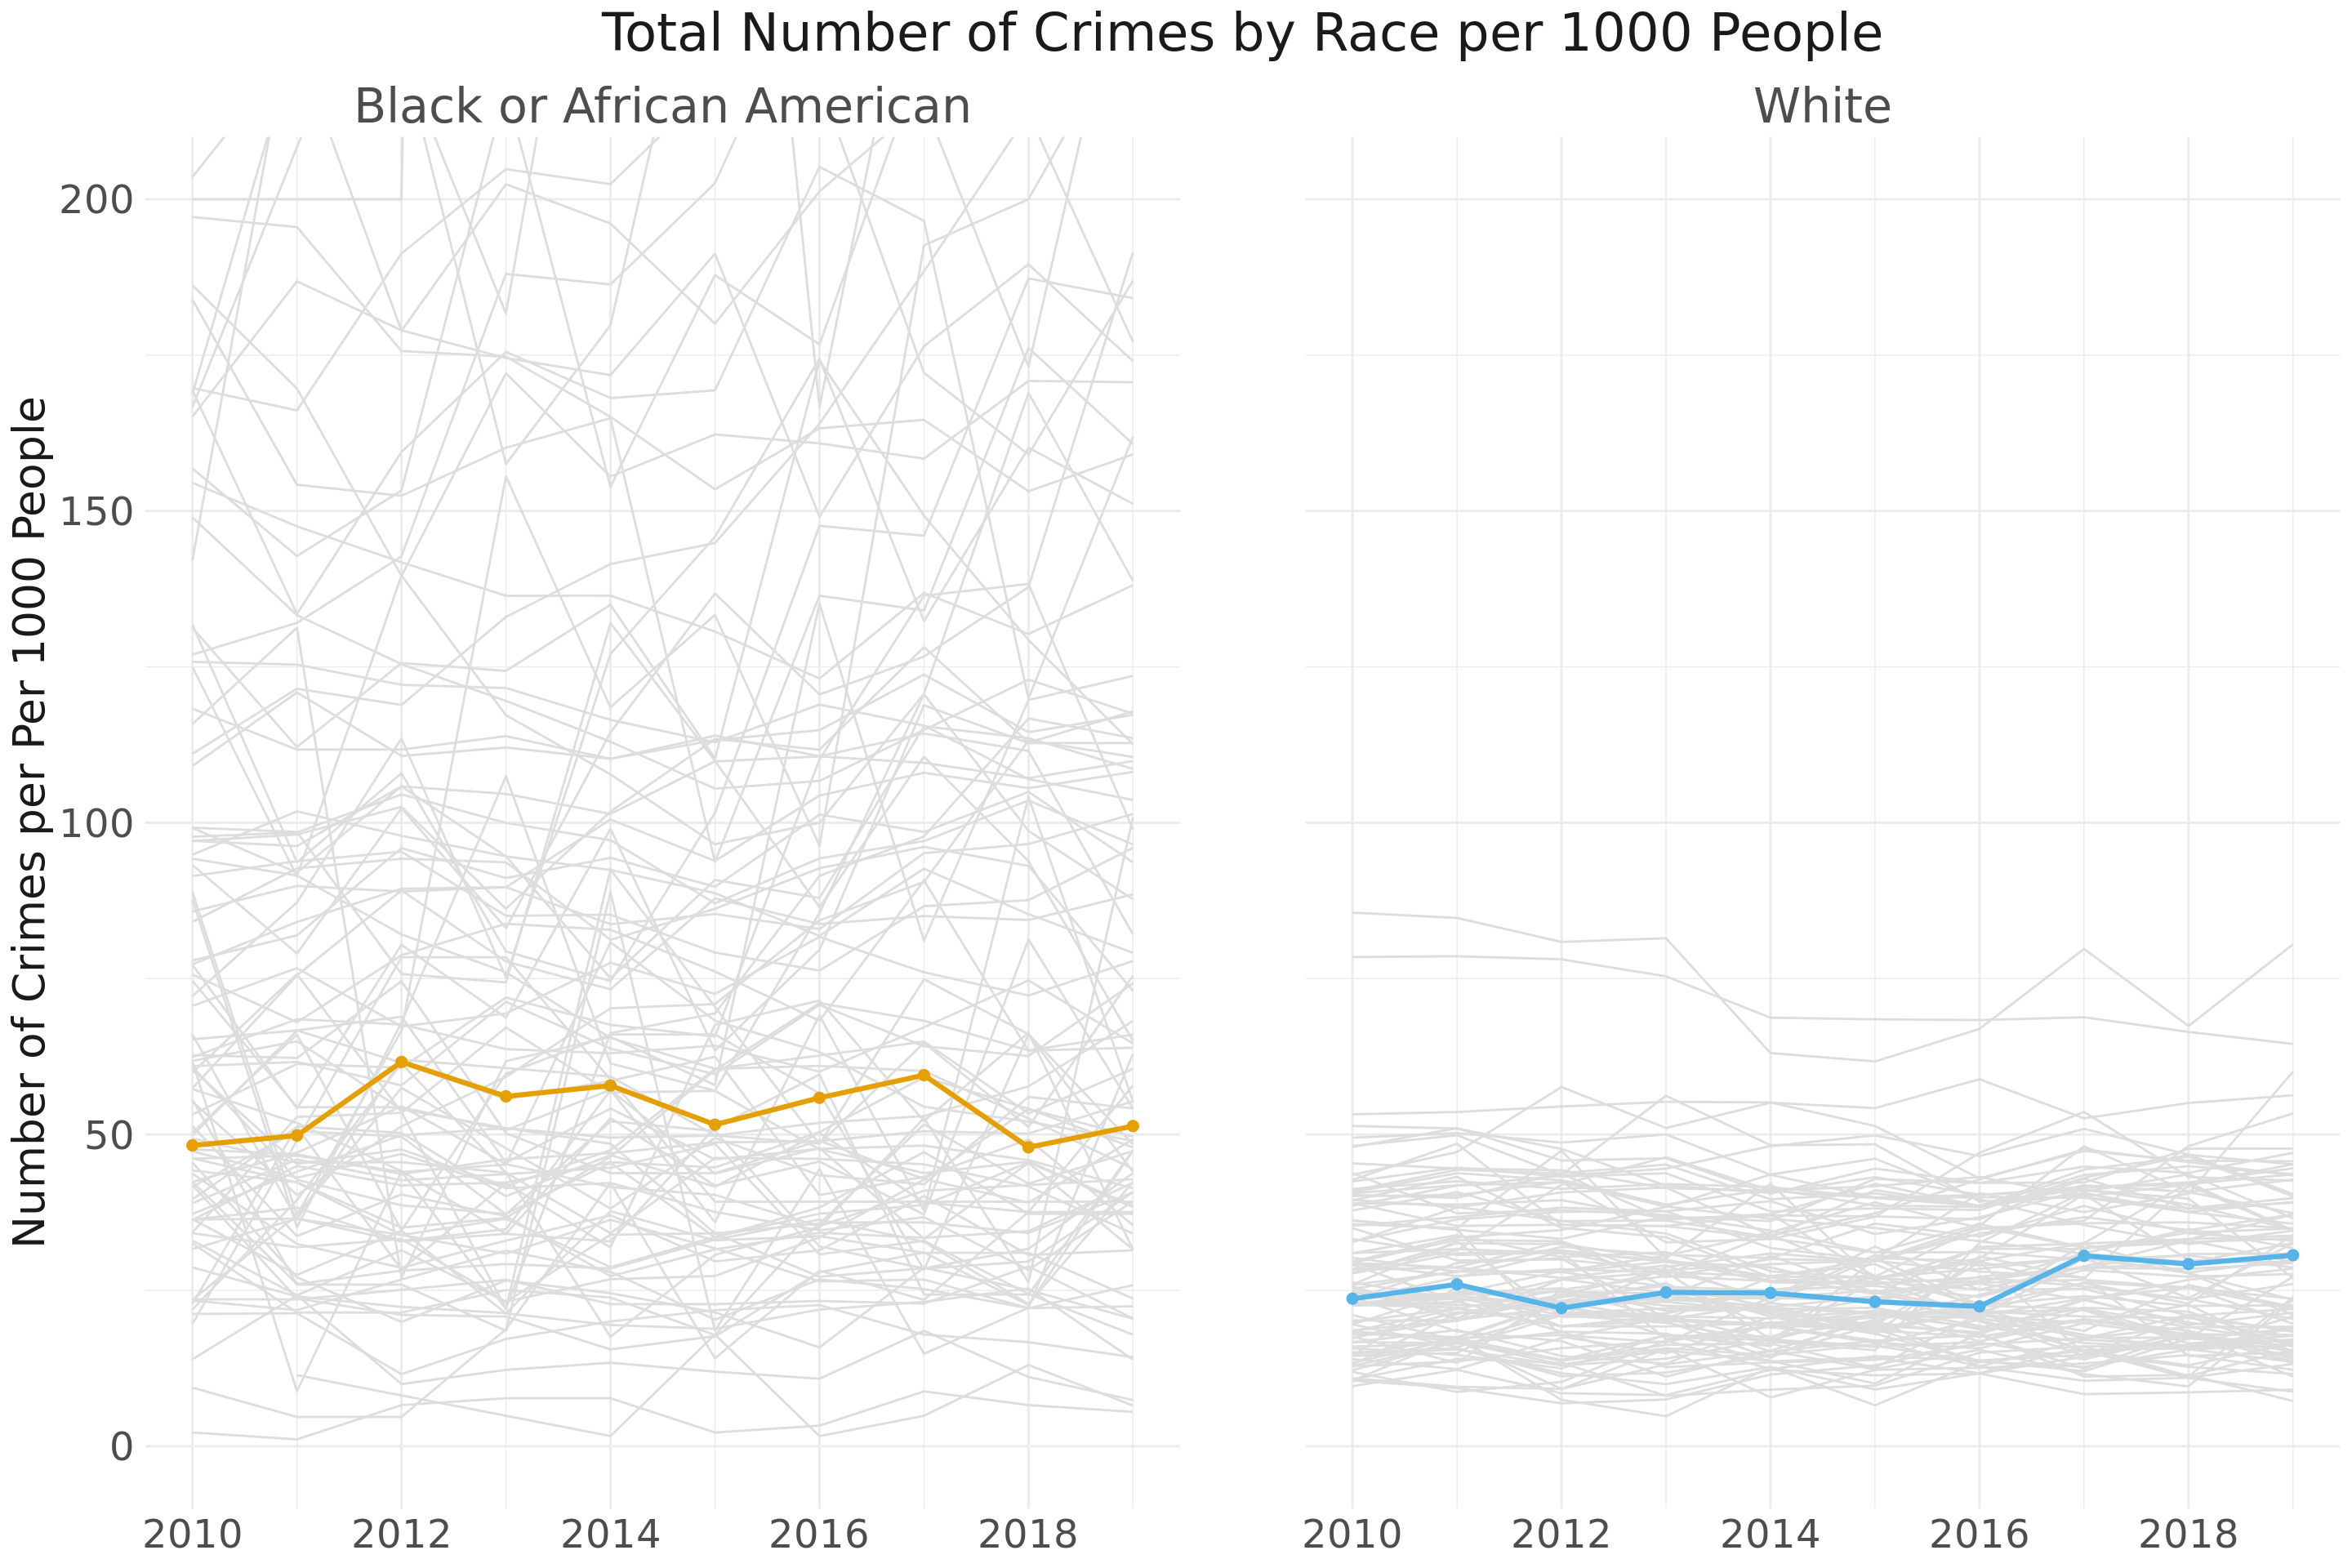 Total Number of Crimes by Race per 1000 People
Black or African American
White
Number of Crimes per Per 1000 People
200
150
100
50
0
2010 2012 2014 2016 2018
2010 2012 2014 2016 2018